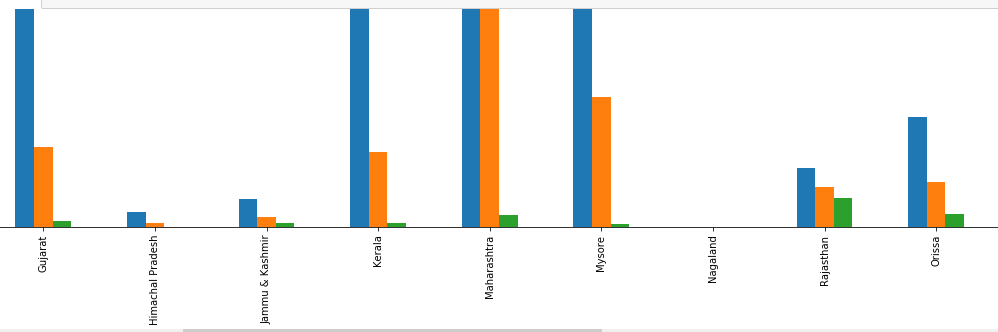 Gujarat
Himachal Pradesh
Jammu & Kashmir
Kerala
Maharashtra
Mysore
Nagaland
Rajasthan
Orissa